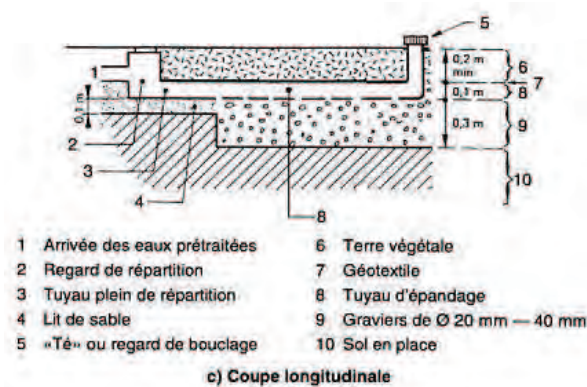 5
0,2 m
min
6
1
7
0,1 m
8
0,1 m
0,3 m
9
2
3
4
8
10
1 Arrivée des eaux prétraitées
2 Regard de répartition
3 Tuyau plein de répartition
4 Lit de sable
5 «Té» ou regard de bouclage
6 Terre végétale
7 Géotextile
8 Tuyau d'épandage
9 Graviers de Ø 20 mm — 40 mm
10 Sol en place
c) Coupe longitudinale